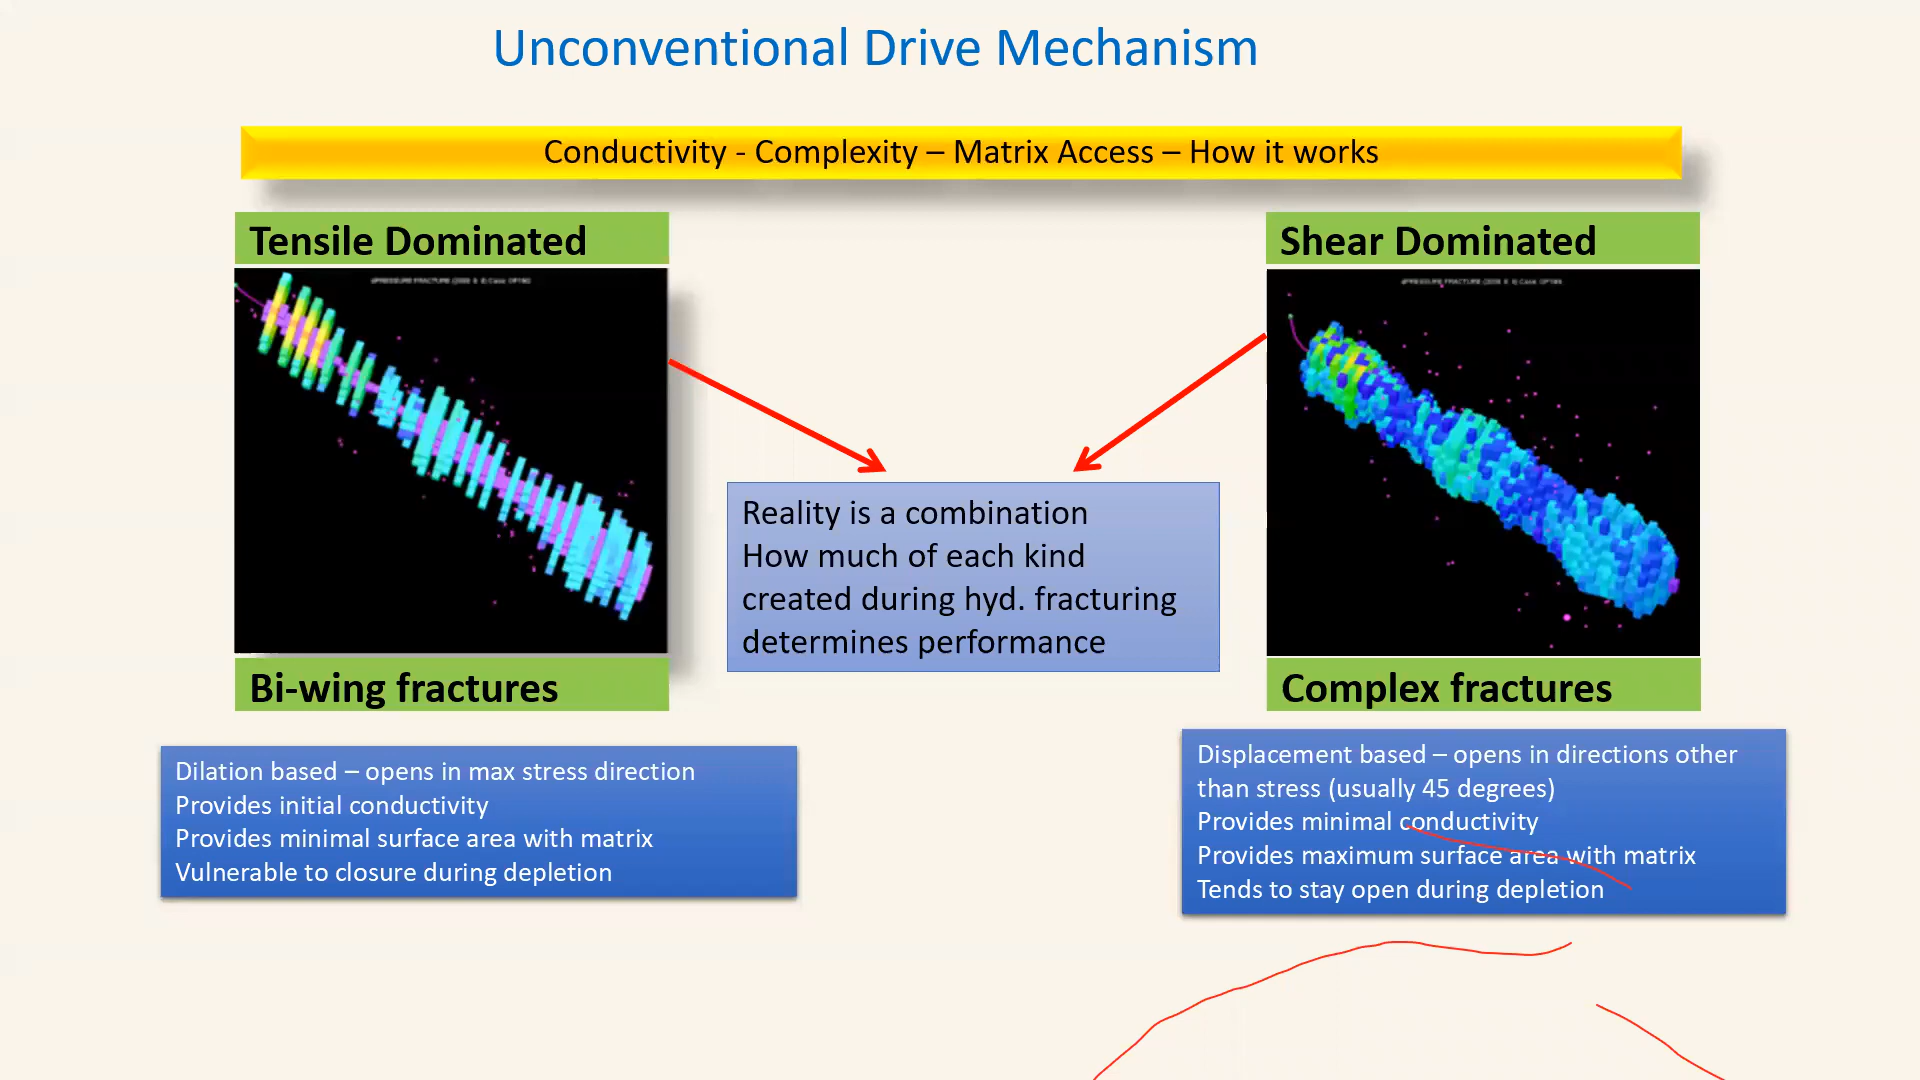 Unconventional Drive Mechanism
Conductivity - Complexity – Matrix Access – How it works
Tensile Dominated
Shear Dominated
Reality is a combination
How much of each kind
created during hyd. fracturing
determines performance
Bi-wing fractures
Complex fractures
Dilation based – opens in max stress direction
Provides initial conductivity
Provides minimal surface area with matrix
Vulnerable to closure during depletion
Displacement based – opens in directions other
than stress (usually 45 degrees)
Provides minimal conductivity
Provides maximum surface area with matrix
Tends to stay open during depletion